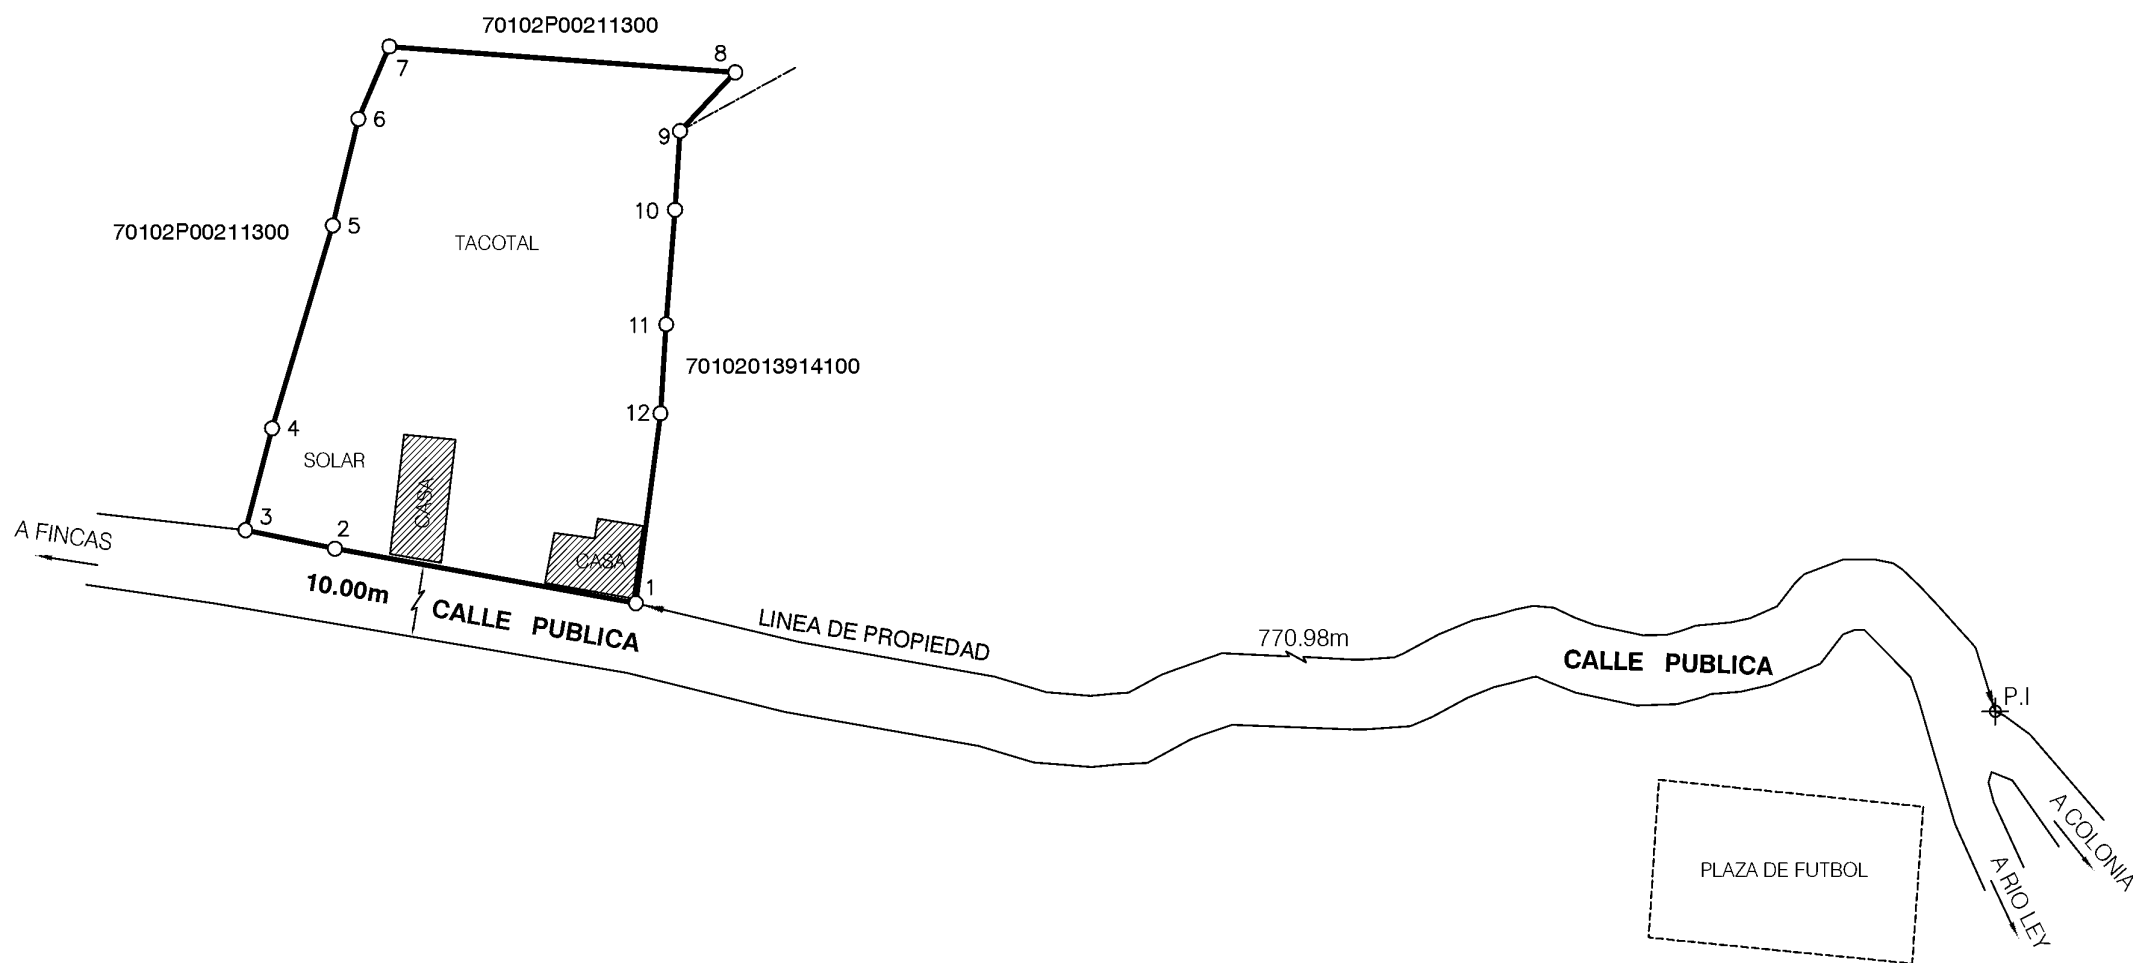 70102P00211300
8
7
6
9
10
70102P00211300
5
TACOTAL
11
70102013914100
12
4
SOLAR
CASA
3
2
A FINCAS
CASA
1
10.00m
CALLE PUBLICA
LINEA DE PROPIEDAD
770.98m
CALLE PUBLICA
P.I
PLAZA DE FUTBOL
A COLONIA
A RIO LEY